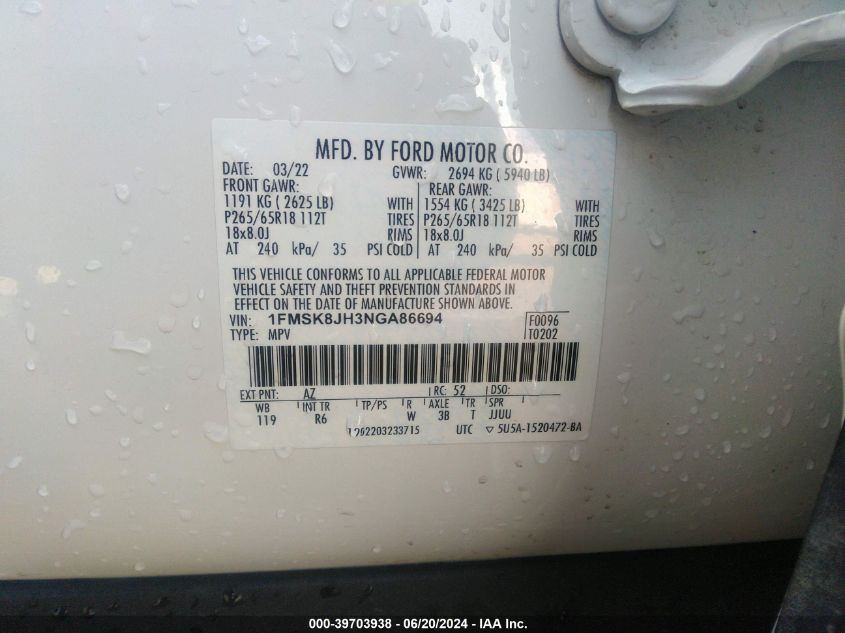 MFD. BY FORD MOTOR CO.
DATE: 03/22 GVWR: 2694 KG ( 5940 LB)
FRONT GAWR: REAR GAWR:
1191 KG ( 2625 LB) WITH 1554 KG ( 3425 LB) WITH
P265/65R18 112T TIRES P265/65R18 112T TIRES
18x8.0J RIMS 18x8.0J RIMS
AT 240 kPa/ 35 PSI COLD AT 240 kPa/ 35 PSI COLD
THIS VEHICLE CONFORMS TO ALL APPLICABLE FEDERAL MOTOR
VEHICLE SAFETY AND THEFT PREVENTION STANDARDS IN
EFFECT ON THE DATE OF MANUFACTURE SHOWN ABOVE.
VIN: 1FMSK8JH3NGA86694 F0096
TYPE: MPV T0202
EXT PNT: AZ RC: 52 DSO:
WB INT TR TP/PS R AXLE TR SPR
119 R6 W 3B T JJUU
UTC ▽ 5U5A-1520472-BA
000-39703938 - 06/20/2024 - IAA Inc.